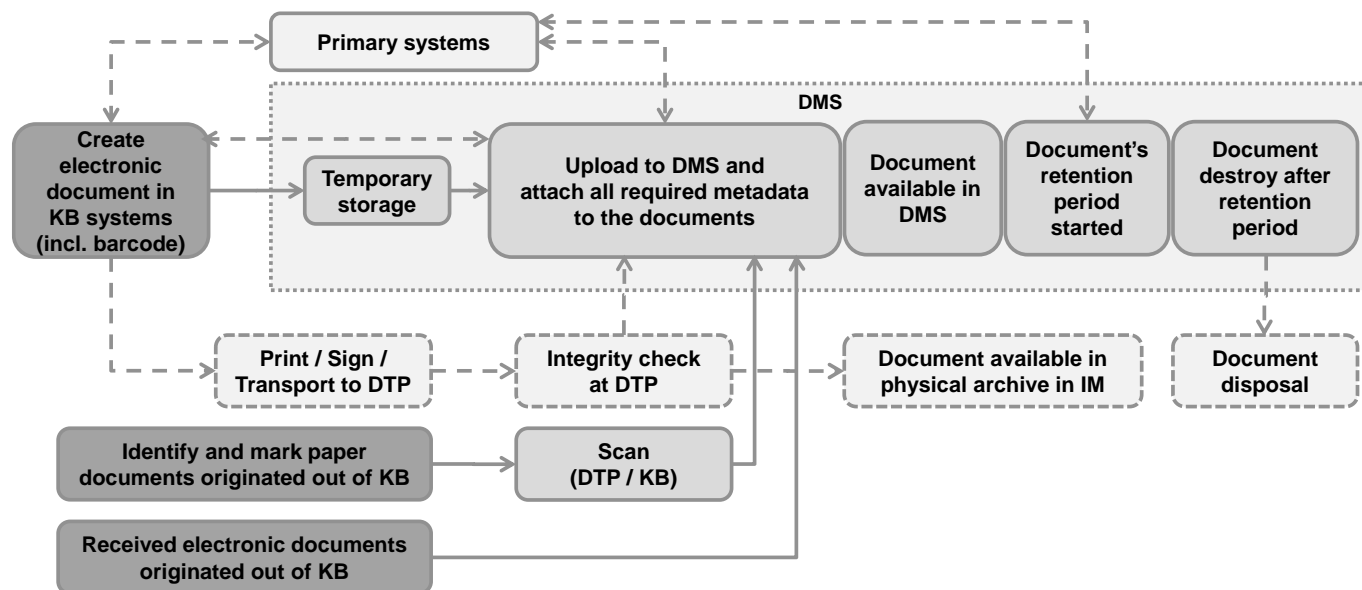 Primary systems
DMS
Create
electronic
document in
KB systems
(incl. barcode)
Temporary
storage
Upload to DMS and
attach all required metadata
to the documents
Document
available in
DMS
Document’s
retention
period
started
Document
destroy after
retention
period
Print / Sign /
Transport to DTP
Integrity check
at DTP
Document available in
physical archive in IM
Document
disposal
Identify and mark paper
documents originated out of KB
Scan
(DTP / KB)
Received electronic documents
originated out of KB